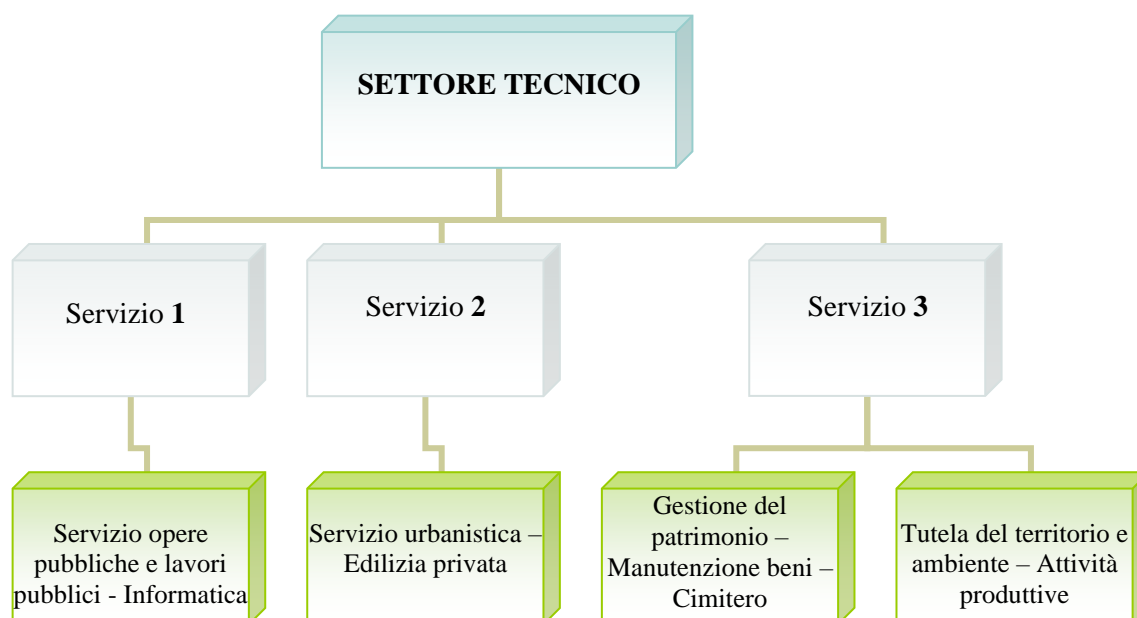 SETTORE TECNICO
Servizio 1
Servizio 2
Servizio 3
Servizio opere
pubbliche e lavori
pubblici - Informatica
Servizio urbanistica –
Edilizia privata
Gestione del
patrimonio –
Manutenzione beni –
Cimitero
Tutela del territorio e
ambiente – Attività
produttive